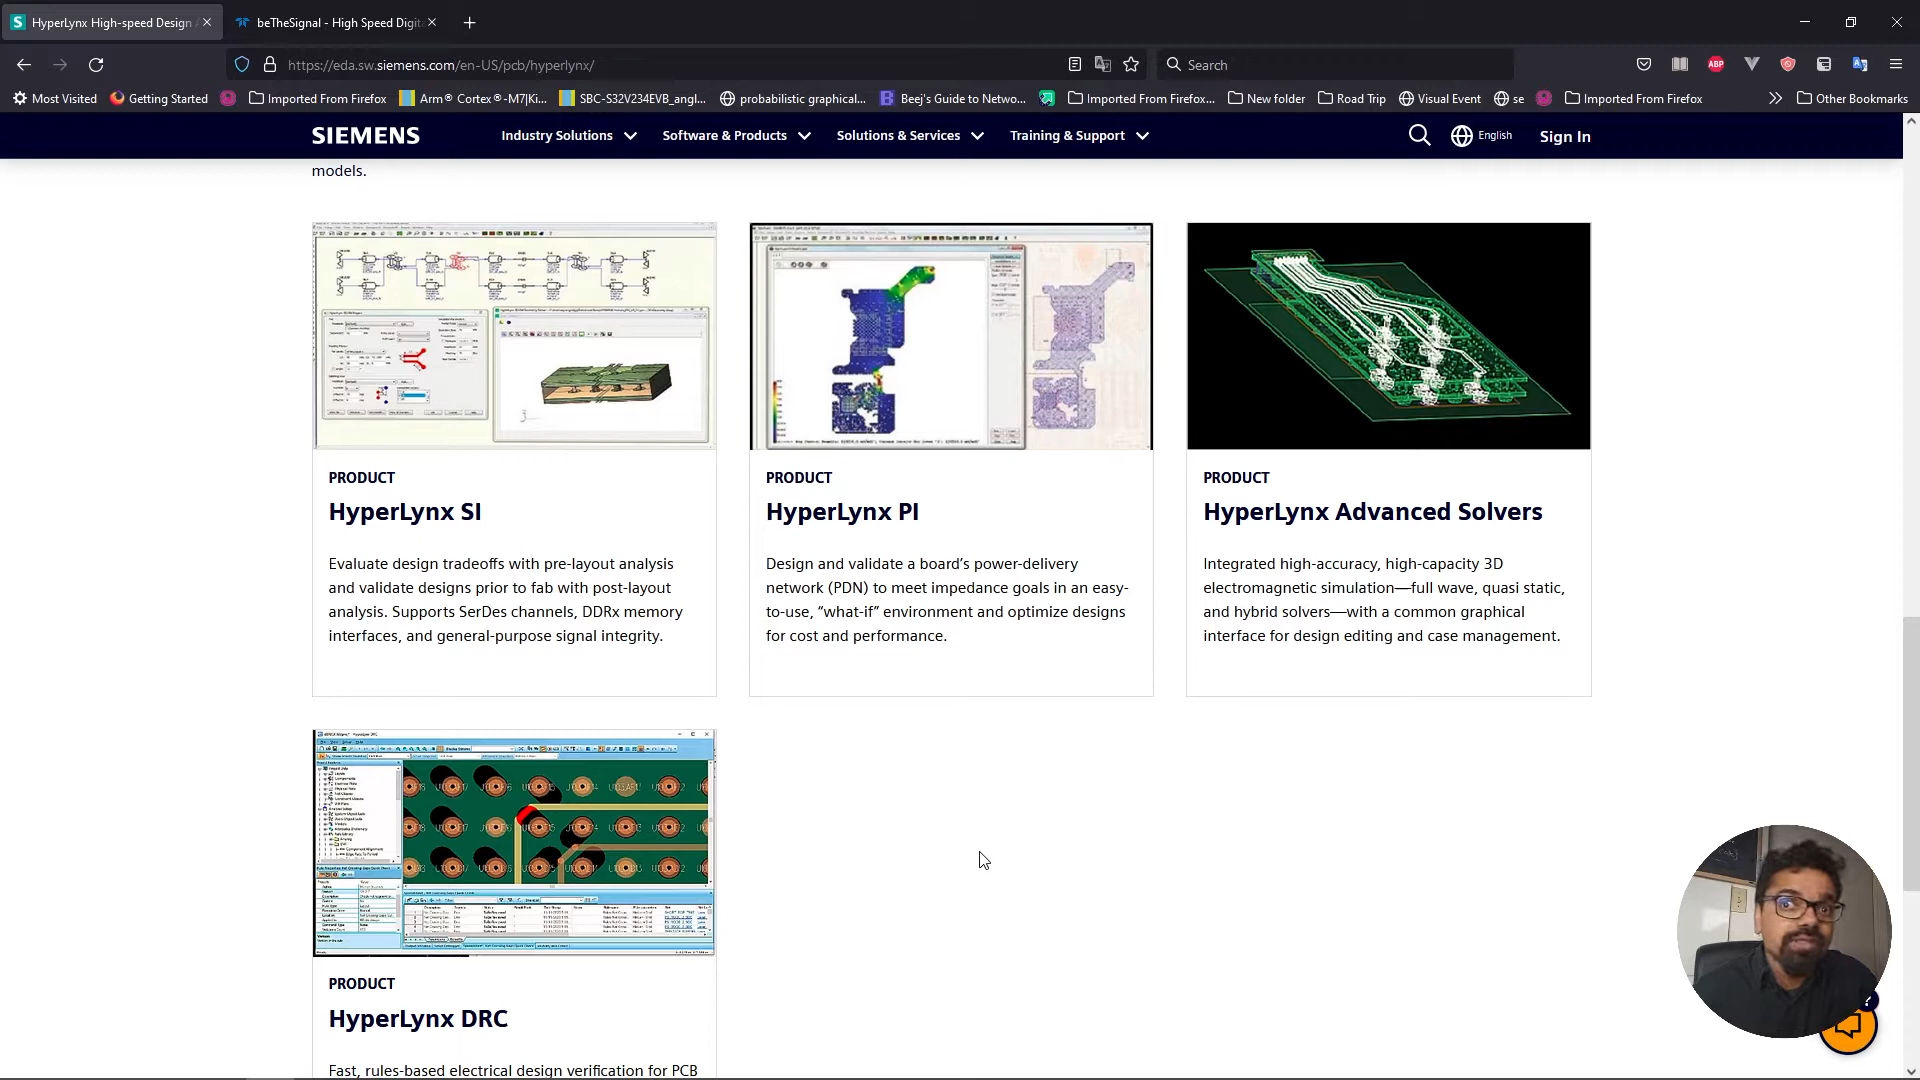 HyperLynx High-speed Design
beTheSignal - High Speed Digit
https://eda.sw.siemens.com/en-US/pcb/hyperlynx/
Search
ABP
Most Visited
Getting Started
Imported From Firefox
Arm® Cortex®-M7|Ki...
SBC-S32V234EVB_angl...
probabilistic graphical...
Beej's Guide to Netwo...
Imported From Firefox...
New folder
Road Trip
Visual Event
se
Imported From Firefox
Other Bookmarks
SIEMENS
Industry Solutions
Software & Products
Solutions & Services
Training & Support
English
Sign In
models.
PRODUCT
HyperLynx SI
Evaluate design tradeoffs with pre-layout analysis
and validate designs prior to fab with post-layout
analysis. Supports SerDes channels, DDRx memory
interfaces, and general-purpose signal integrity.
PRODUCT
HyperLynx PI
Design and validate a board’s power-delivery
network (PDN) to meet impedance goals in an easy-
to-use, “what-if” environment and optimize designs
for cost and performance.
PRODUCT
HyperLynx Advanced Solvers
Integrated high-accuracy, high-capacity 3D
electromagnetic simulation—full wave, quasi static,
and hybrid solvers—with a common graphical
interface for design editing and case management.
PRODUCT
HyperLynx DRC
Fast, rules-based electrical design verification for PCB